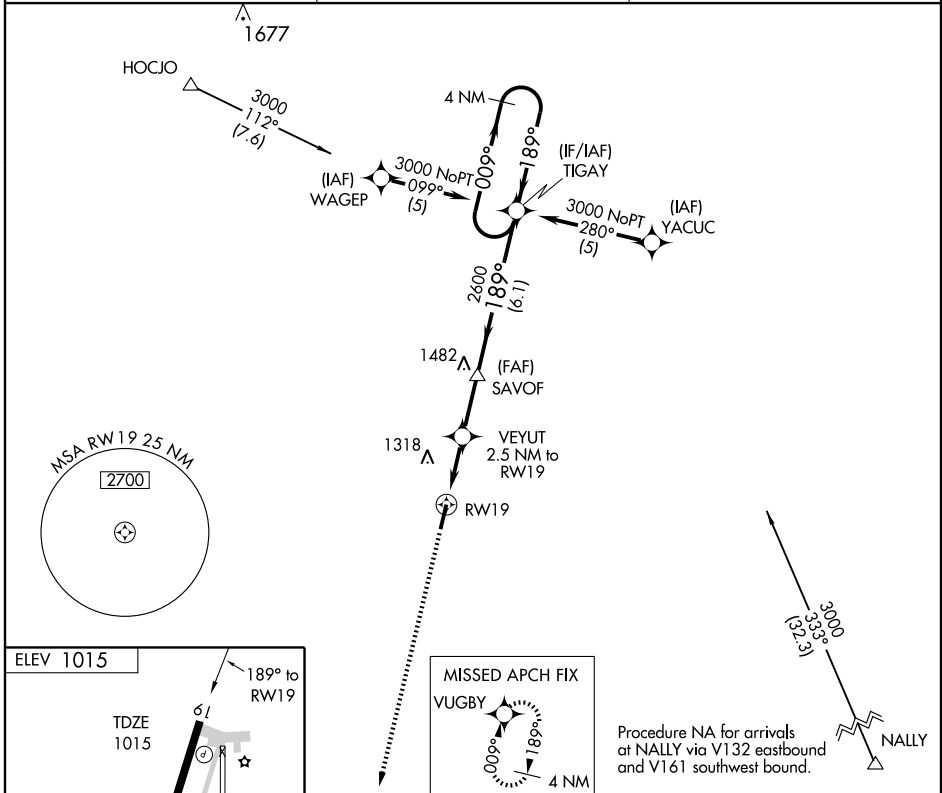 1677
HOCJO
3000
112°
(7.6)
4 NM
009°
189°
(IF/IAF)
TIGAY
(IAF)
WAGEP
3000 NoPT
099°
(5)
3000 NoPT
280°
(5)
(IAF)
YACUC
2600
189°
(6.1)
1482
(FAF)
SAVOF
1318
VEYUT
2.5 NM to
RW19
RW19
MSA RW19 25 NM
2700
3000
333°
(32.3)
NALLY
Procedure NA for arrivals
at NALLY via V132 eastbound
and V161 southwest bound.
ELEV 1015
189° to
RW19
TDZE
1015
19
P
X
MISSED APCH FIX
VUGBY
009°
189°
4 NM